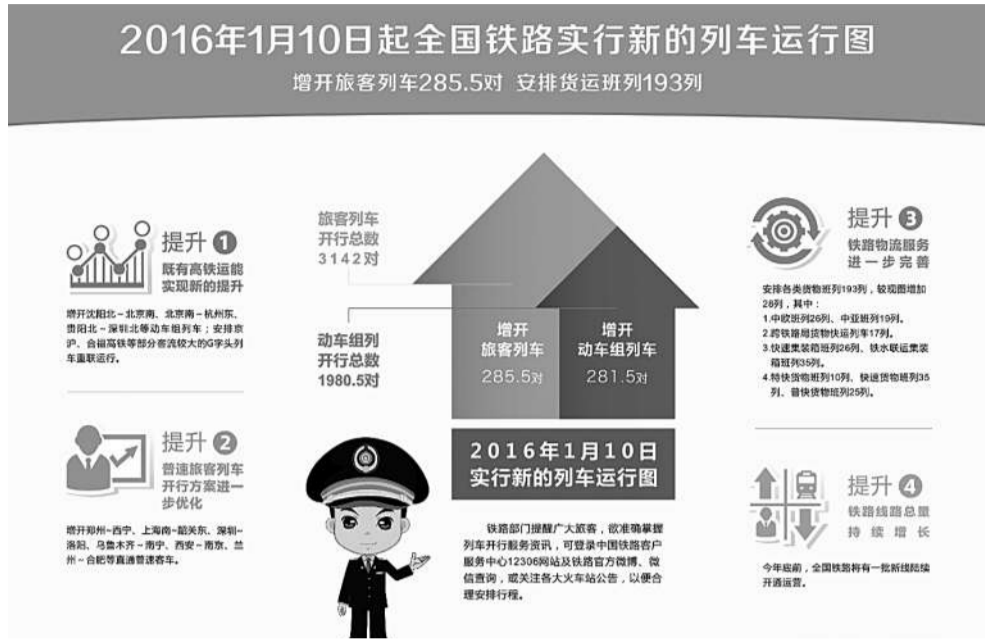 2016年1月10日起全国铁路实行新的列车运行图
增开旅客列车285.5对 安排货运班列193列
提升1
既有高铁运能
实现新的提升
增开沈阳北-北京南、北京南-杭州东、
贵阳北-深圳北等动车组列车；安排京
沪、合福高铁等部分客流较大的G字头列
车重联运行。
提升2
普速旅客列车
开行方案进一
步优化
增开郑州-西宁、上海南-韶关东、深圳-
洛阳、乌鲁木齐-南宁、西安-南京、兰
州-合肥等直通普速客车。
旅客列车
开行总数
3142对
动车组列
开行总数
1980.5对
增开
旅客列车
285.5对
增开
动车组列车
281.5对
2016年1月10日
实行新的列车运行图
铁路部门提醒广大旅客，欲准确掌握
列车开行服务资讯，可登录中国铁路客户
服务中心12306网站及铁路官方微博、微
信查询，或关注各大火车站公告，以便合
理安排行程。
提升3
铁路物流服务
进一步完善
安排各类货物班列193列，较现图增加
28列，其中：
1.中欧班列26列、中亚班列19列。
2.跨铁路局货物快运列车17列。
3.快速集装箱班列26列、铁水联运集装
箱班列35列。
4.特快货物班列10列、快速货物班列35
列、普快货物班列25列。
提升4
铁路线路总量
持续增长
今年底前，全国铁路将有一批新线陆续
开通运营。